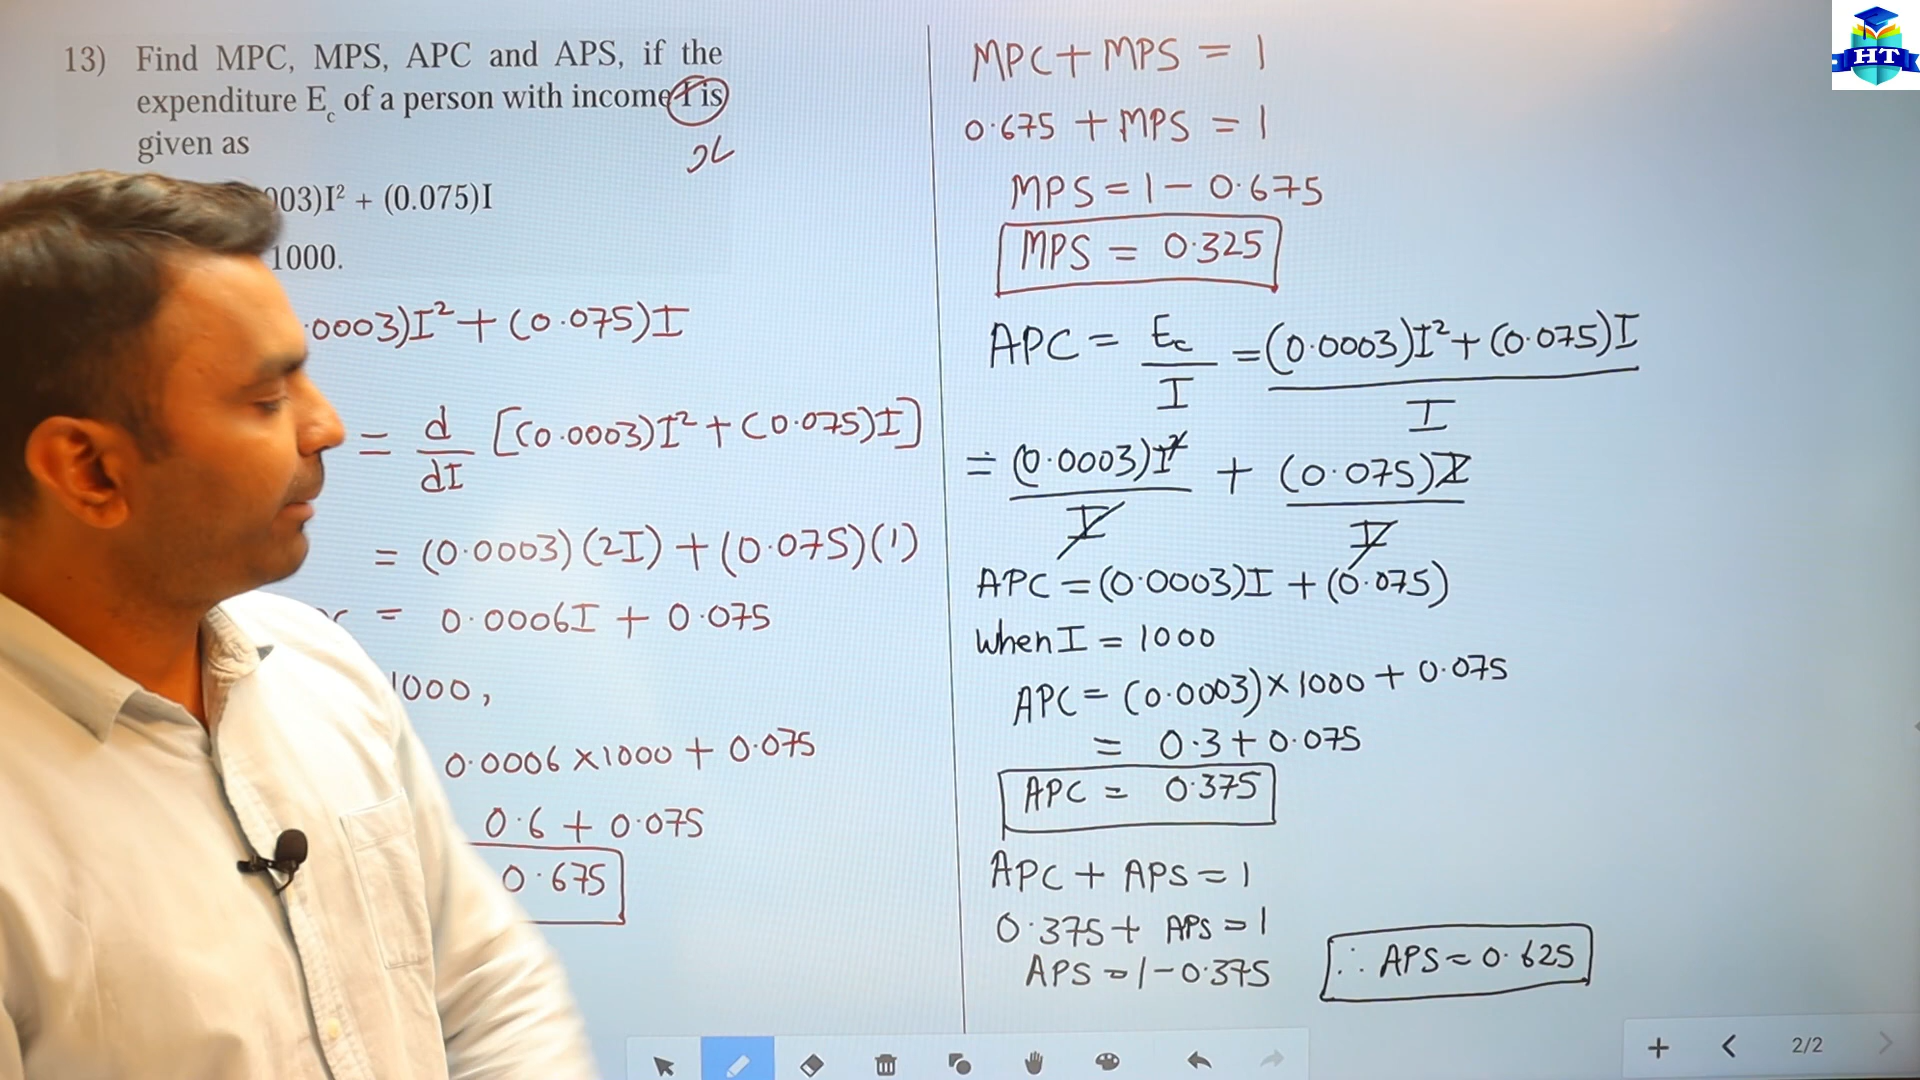 13) Find MPC, MPS, APC and APS, if the
expenditure E_c of a person with income I is
given as
x
003)I² + (0.075)I
1000.
.0003)I² + (0.075)I
= d/dI [(0.0003)I² + (0.075)I]
= (0.0003)(2I) + (0.075)(1)
= 0.0006I + 0.075
1000,
0.0006 × 1000 + 0.075
0.6 + 0.075
0.675
MPC + MPS = 1
0.675 + MPS = 1
MPS = 1 - 0.675
MPS = 0.325
APC = E_c/I = (0.0003)I² + (0.075)I / I
= (0.0003)I²/I + (0.075)I/I
APC = (0.0003)I + (0.075)
when I = 1000
APC = (0.0003) × 1000 + 0.075
= 0.3 + 0.075
APC = 0.375
APC + APS = 1
0.375 + APS = 1
APS = 1 - 0.375
∴ APS = 0.625
HT
2/2